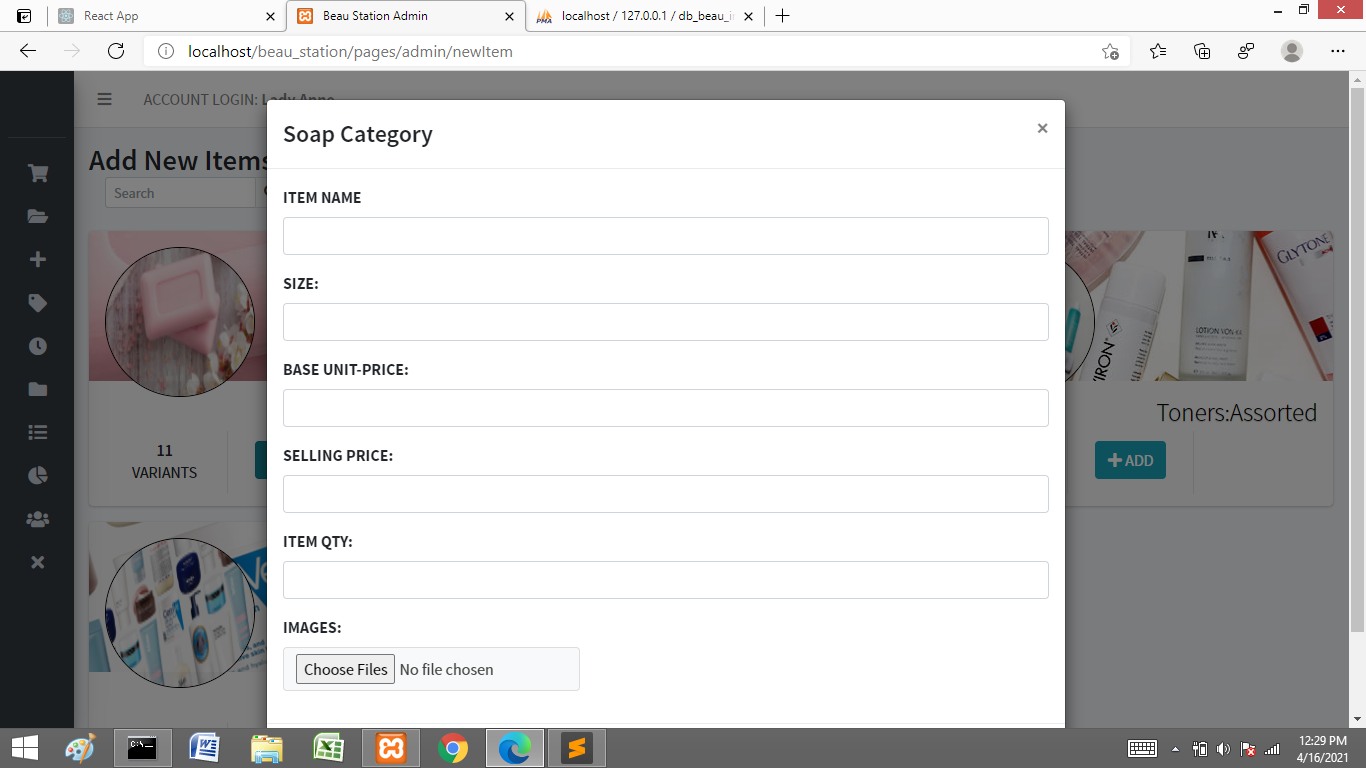 React App
Beau Station Admin
localhost / 127.0.0.1 / db_beau_i
localhost/beau_station/pages/admin/newItem
ACCOUNT LOGIN: Lady Anne
Soap Category
×
Add New Items
Search
ITEM NAME
SIZE:
BASE UNIT-PRICE:
SELLING PRICE:
ITEM QTY:
IMAGES:
Choose Files No file chosen
11
VARIANTS
GLYTONE
LOTION
Toners:Assorted
ADD
12:29 PM
4/16/2021